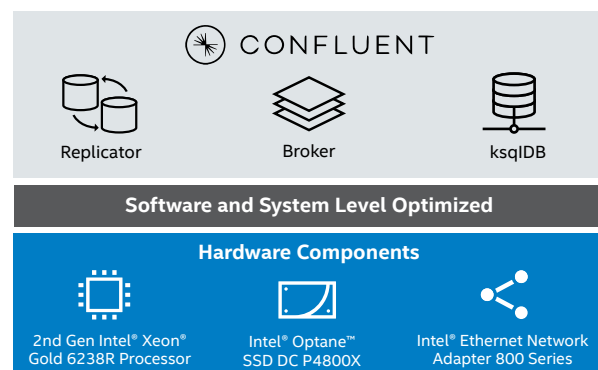 CONFLUENT
Replicator
Broker
ksqlDB
Software and System Level Optimized
Hardware Components
2nd Gen Intel® Xeon®
Gold 6238R Processor
Intel® Optane™
SSD DC P4800X
Intel® Ethernet Network
Adapter 800 Series